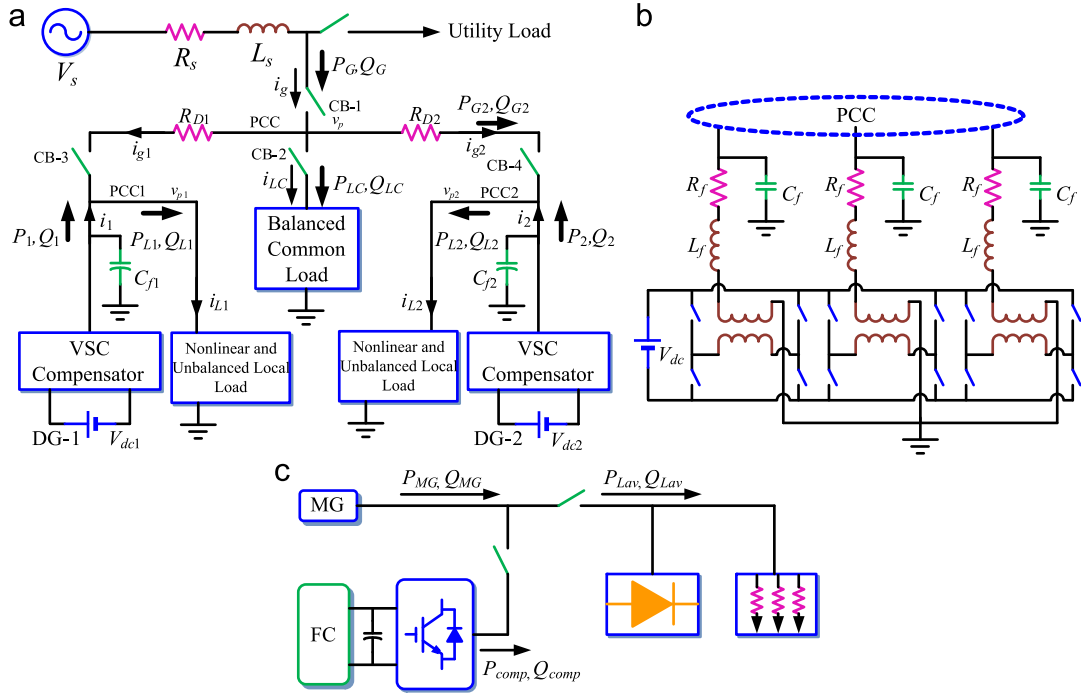 a
V_s
R_s
L_s
Utility Load
P_G,Q_G
i_g
CB-1
v_p
R_D1
PCC
R_D2
P_G2,Q_G2
i_g1
i_g2
CB-3
CB-2
CB-4
i_LC
P_LC,Q_LC
PCC1
v_p1
v_p2
PCC2
P_1,Q_1
i_1
P_L1,Q_L1
Balanced
Common
Load
P_L2,Q_L2
i_2
P_2,Q_2
C_f1
C_f2
i_L1
i_L2
VSC
Compensator
Nonlinear and
Unbalanced Local
Load
Nonlinear and
Unbalanced Local
Load
VSC
Compensator
DG-1
V_dc1
DG-2
V_dc2
b
PCC
R_f
C_f
R_f
C_f
R_f
C_f
L_f
L_f
L_f
V_dc
c
P_MG,Q_MG
P_Lav,Q_Lav
MG
FC
P_comp,Q_comp